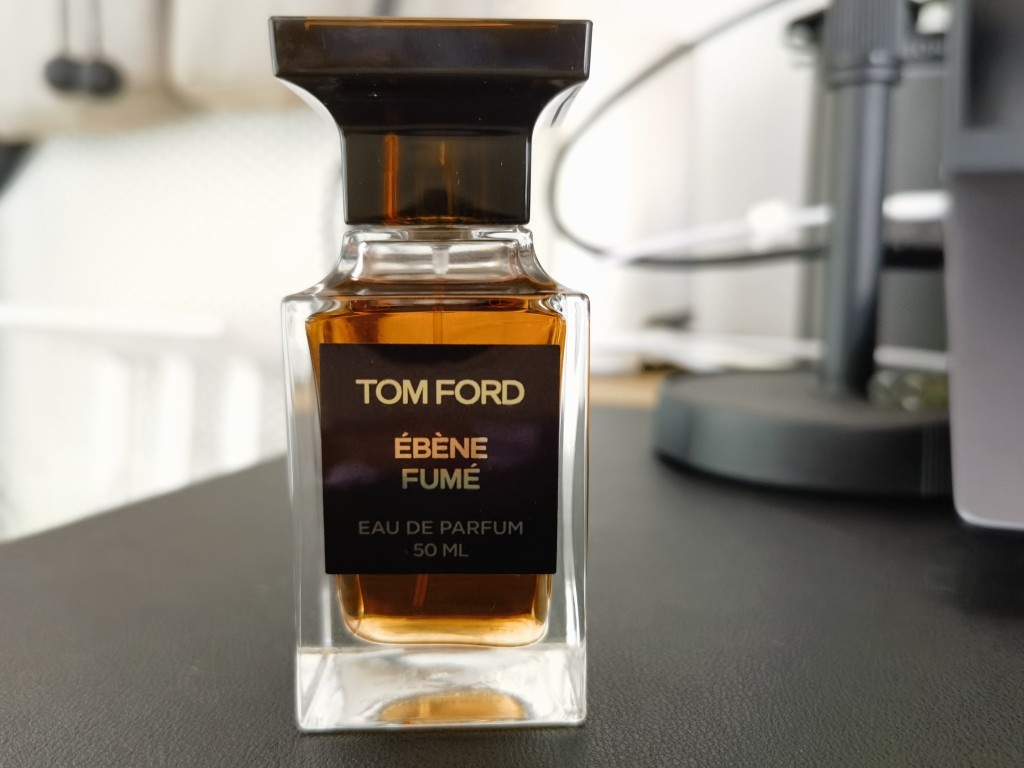 TOM FORD
ÉBÈNE
FUMÉ
EAU DE PARFUM
50 ML